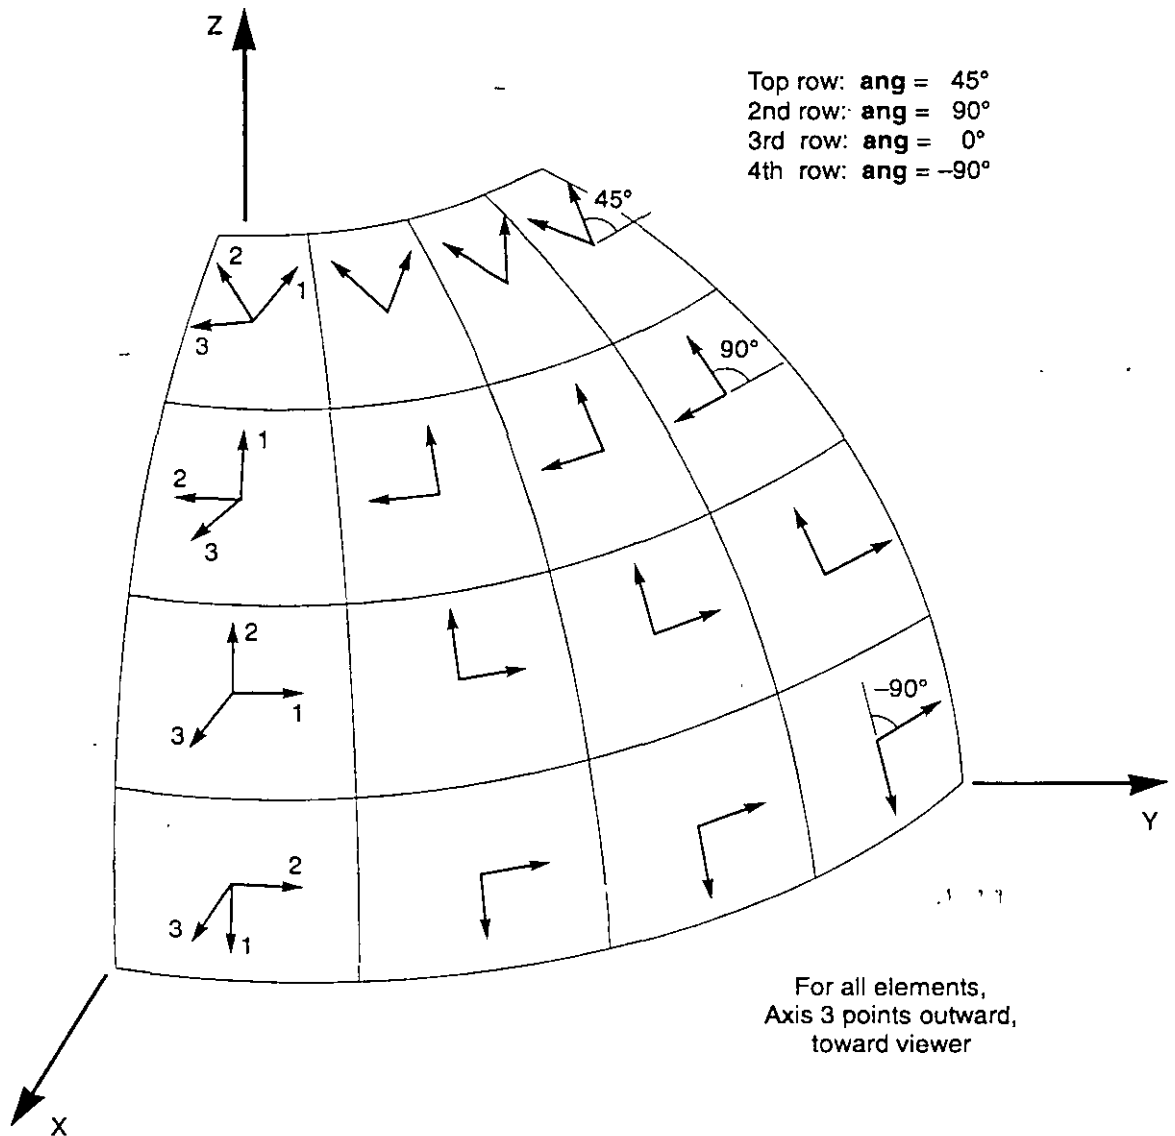 Z
Top row: ang = 45°
2nd row: ang = 90°
3rd row: ang = 0°
4th row: ang = –90°
45°
2
1
3
90°
1
2
3
2
1
3
–90°
Y
2
3
1
For all elements,
Axis 3 points outward,
toward viewer
X